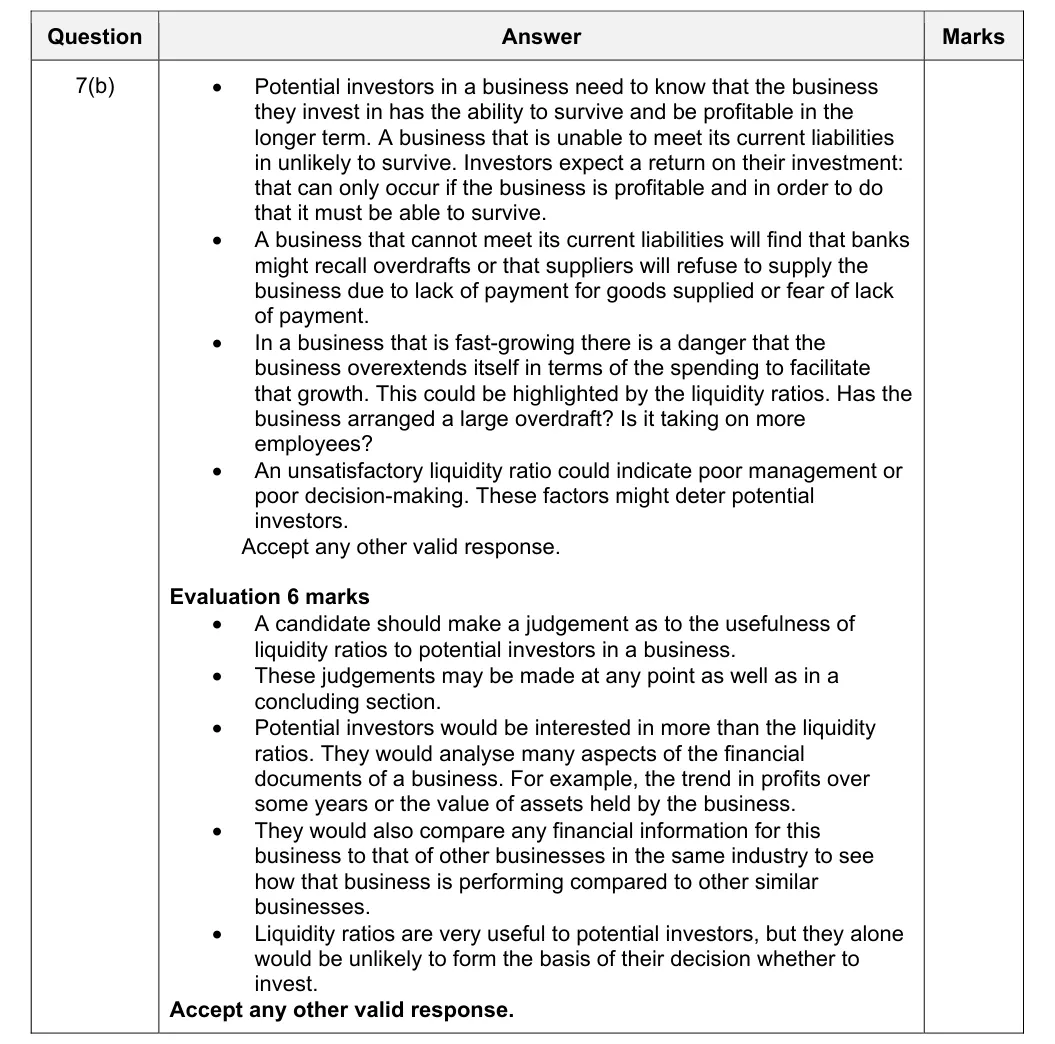 Question Answer Marks
7(b)
• Potential investors in a business need to know that the business
they invest in has the ability to survive and be profitable in the
longer term. A business that is unable to meet its current liabilities
in unlikely to survive. Investors expect a return on their investment:
that can only occur if the business is profitable and in order to do
that it must be able to survive.
• A business that cannot meet its current liabilities will find that banks
might recall overdrafts or that suppliers will refuse to supply the
business due to lack of payment for goods supplied or fear of lack
of payment.
• In a business that is fast-growing there is a danger that the
business overextends itself in terms of the spending to facilitate
that growth. This could be highlighted by the liquidity ratios. Has the
business arranged a large overdraft? Is it taking on more
employees?
• An unsatisfactory liquidity ratio could indicate poor management or
poor decision-making. These factors might deter potential
investors.
Accept any other valid response.
Evaluation 6 marks
• A candidate should make a judgement as to the usefulness of
liquidity ratios to potential investors in a business.
• These judgements may be made at any point as well as in a
concluding section.
• Potential investors would be interested in more than the liquidity
ratios. They would analyse many aspects of the financial
documents of a business. For example, the trend in profits over
some years or the value of assets held by the business.
• They would also compare any financial information for this
business to that of other businesses in the same industry to see
how that business is performing compared to other similar
businesses.
• Liquidity ratios are very useful to potential investors, but they alone
would be unlikely to form the basis of their decision whether to
invest.
Accept any other valid response.